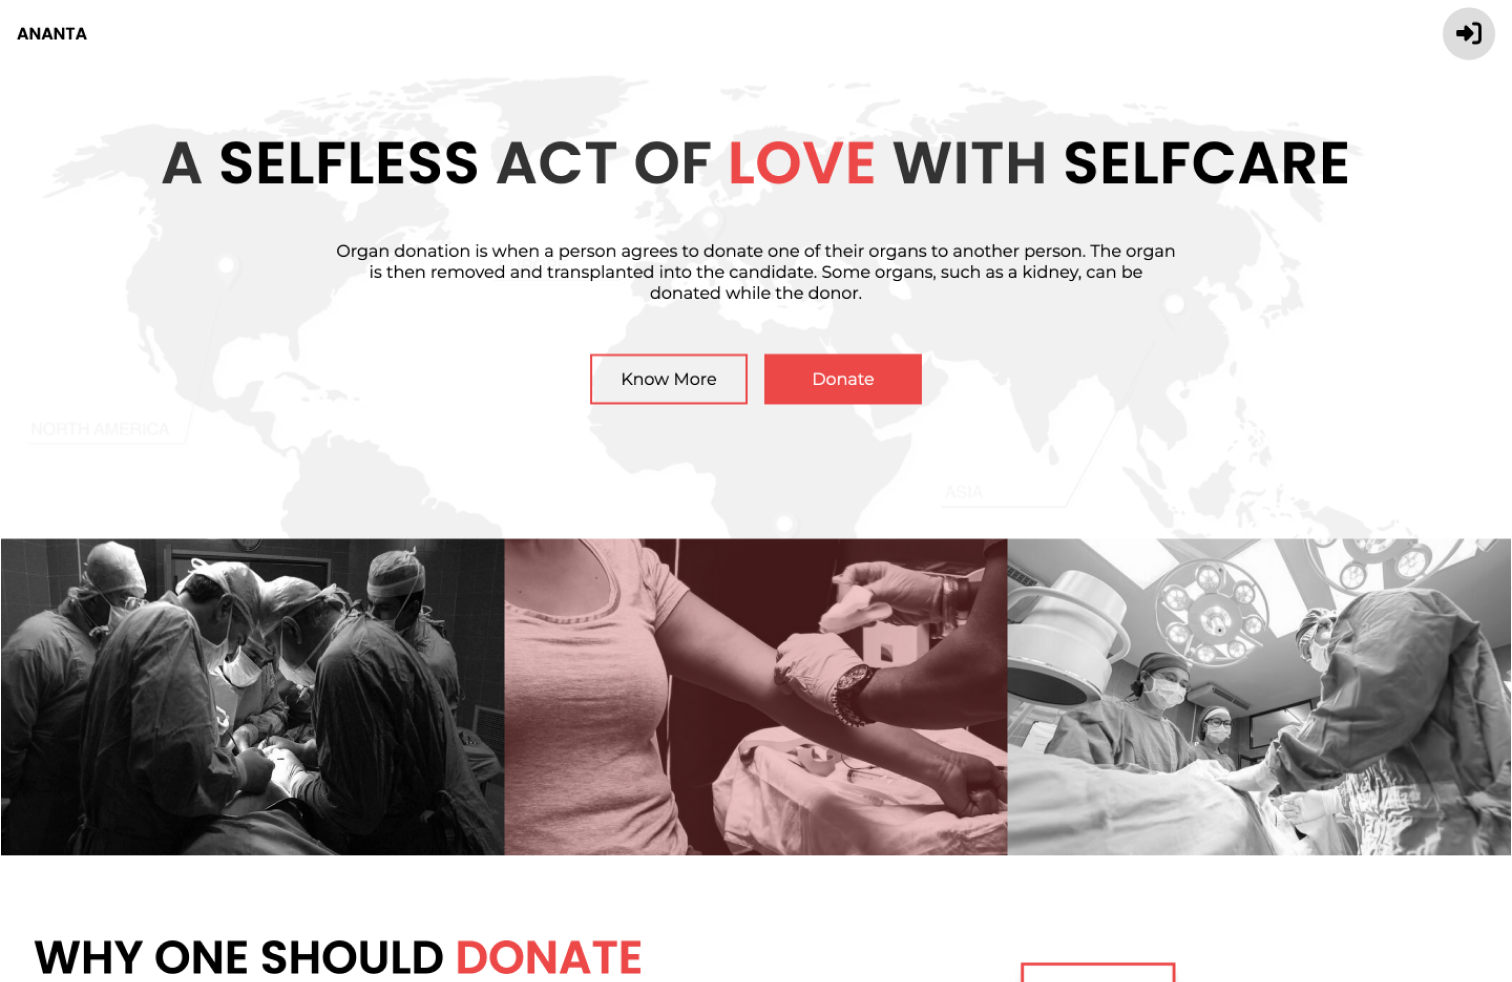 ANANTA
A SELFLESS ACT OF LOVE WITH SELFCARE
Organ donation is when a person agrees to donate one of their organs to another person. The organ
is then removed and transplanted into the candidate. Some organs, such as a kidney, can be
donated while the donor.
Know More
Donate
NORTH AMERICA
ASIA
WHY ONE SHOULD DONATE